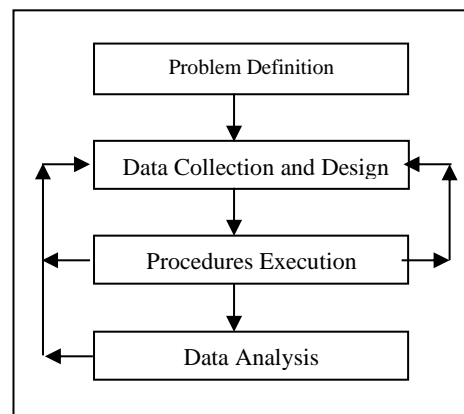 Problem Definition
Data Collection and Design
Procedures Execution
Data Analysis